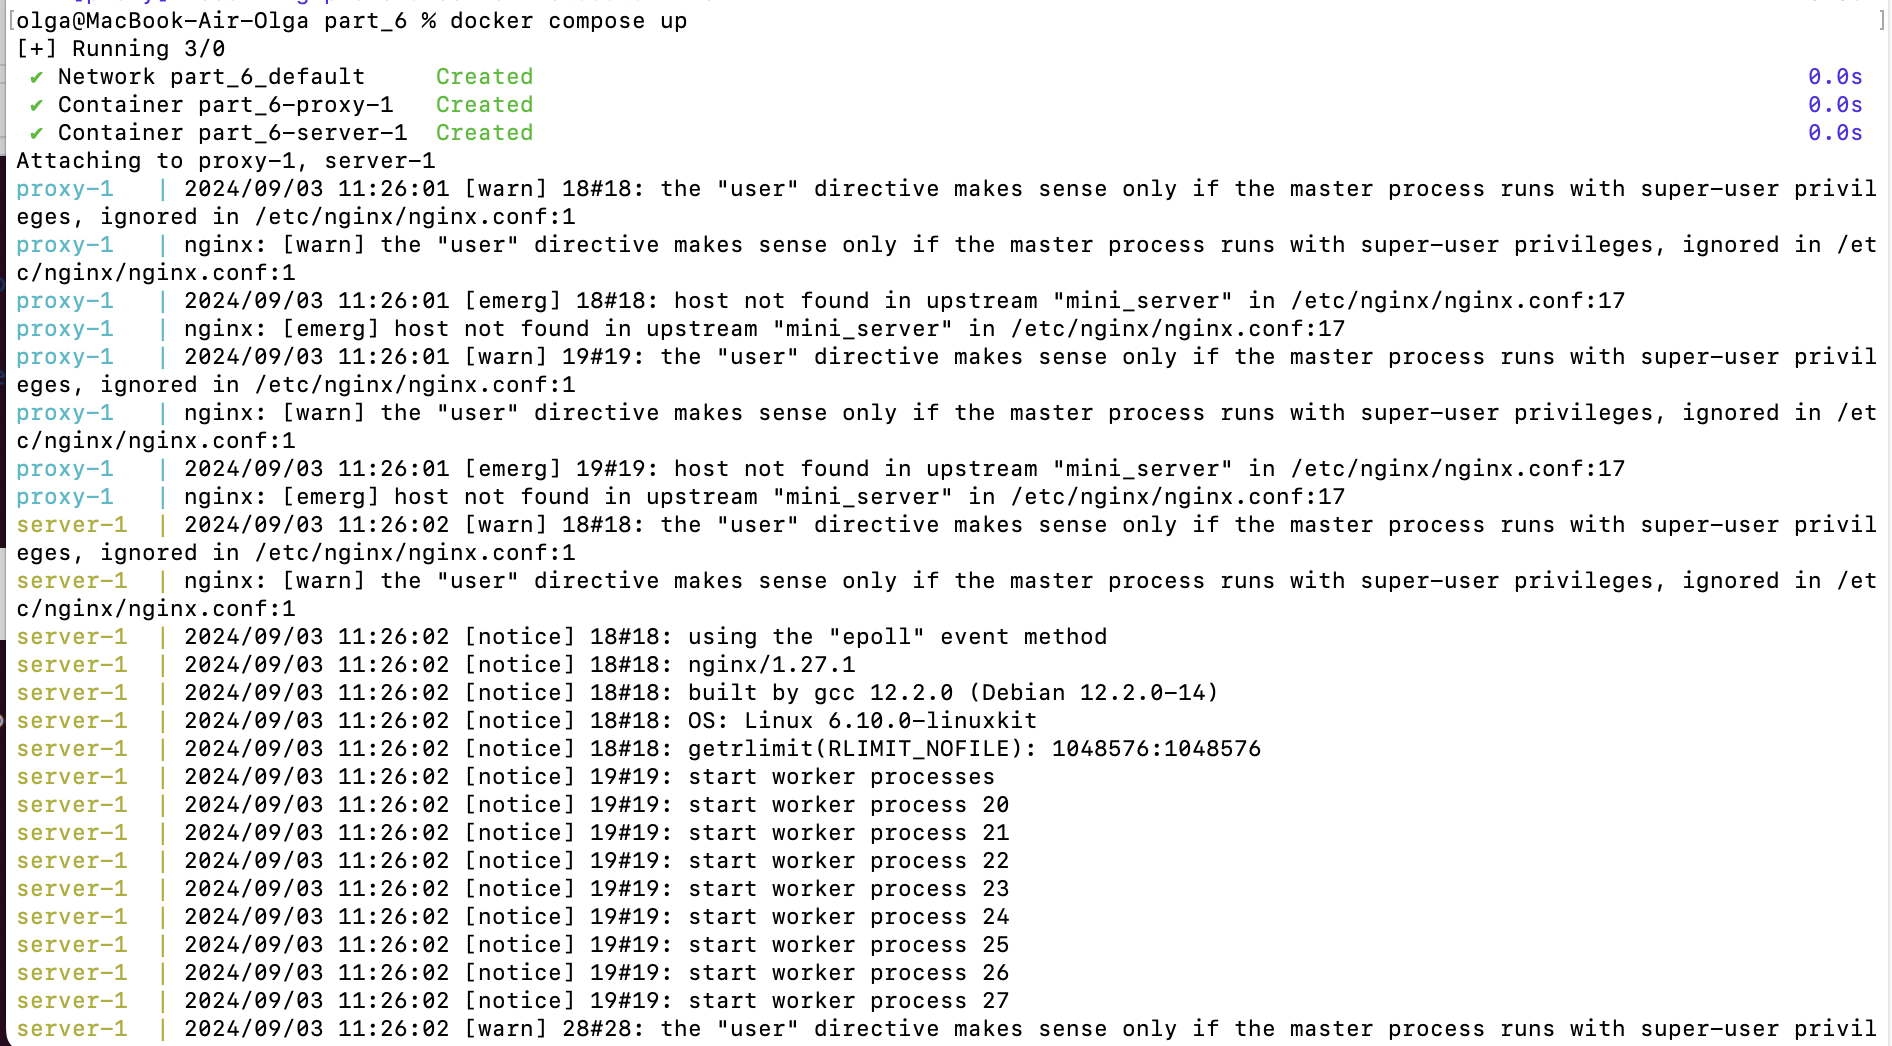 [olga@MacBook-Air-Olga part_6 % docker compose up ]
[+] Running 3/0
✔ Network part_6_default Created 0.0s
✔ Container part_6-proxy-1 Created 0.0s
✔ Container part_6-server-1 Created 0.0s
Attaching to proxy-1, server-1
proxy-1 | 2024/09/03 11:26:01 [warn] 18#18: the "user" directive makes sense only if the master process runs with super-user privil
eges, ignored in /etc/nginx/nginx.conf:1
proxy-1 | nginx: [warn] the "user" directive makes sense only if the master process runs with super-user privileges, ignored in /et
c/nginx/nginx.conf:1
proxy-1 | 2024/09/03 11:26:01 [emerg] 18#18: host not found in upstream "mini_server" in /etc/nginx/nginx.conf:17
proxy-1 | nginx: [emerg] host not found in upstream "mini_server" in /etc/nginx/nginx.conf:17
proxy-1 | 2024/09/03 11:26:01 [warn] 19#19: the "user" directive makes sense only if the master process runs with super-user privil
eges, ignored in /etc/nginx/nginx.conf:1
proxy-1 | nginx: [warn] the "user" directive makes sense only if the master process runs with super-user privileges, ignored in /et
c/nginx/nginx.conf:1
proxy-1 | 2024/09/03 11:26:01 [emerg] 19#19: host not found in upstream "mini_server" in /etc/nginx/nginx.conf:17
proxy-1 | nginx: [emerg] host not found in upstream "mini_server" in /etc/nginx/nginx.conf:17
server-1 | 2024/09/03 11:26:02 [warn] 18#18: the "user" directive makes sense only if the master process runs with super-user privil
eges, ignored in /etc/nginx/nginx.conf:1
server-1 | nginx: [warn] the "user" directive makes sense only if the master process runs with super-user privileges, ignored in /et
c/nginx/nginx.conf:1
server-1 | 2024/09/03 11:26:02 [notice] 18#18: using the "epoll" event method
server-1 | 2024/09/03 11:26:02 [notice] 18#18: nginx/1.27.1
server-1 | 2024/09/03 11:26:02 [notice] 18#18: built by gcc 12.2.0 (Debian 12.2.0-14)
server-1 | 2024/09/03 11:26:02 [notice] 18#18: OS: Linux 6.10.0-linuxkit
server-1 | 2024/09/03 11:26:02 [notice] 18#18: getrlimit(RLIMIT_NOFILE): 1048576:1048576
server-1 | 2024/09/03 11:26:02 [notice] 19#19: start worker processes
server-1 | 2024/09/03 11:26:02 [notice] 19#19: start worker process 20
server-1 | 2024/09/03 11:26:02 [notice] 19#19: start worker process 21
server-1 | 2024/09/03 11:26:02 [notice] 19#19: start worker process 22
server-1 | 2024/09/03 11:26:02 [notice] 19#19: start worker process 23
server-1 | 2024/09/03 11:26:02 [notice] 19#19: start worker process 24
server-1 | 2024/09/03 11:26:02 [notice] 19#19: start worker process 25
server-1 | 2024/09/03 11:26:02 [notice] 19#19: start worker process 26
server-1 | 2024/09/03 11:26:02 [notice] 19#19: start worker process 27
server-1 | 2024/09/03 11:26:02 [warn] 28#28: the "user" directive makes sense only if the master process runs with super-user privil